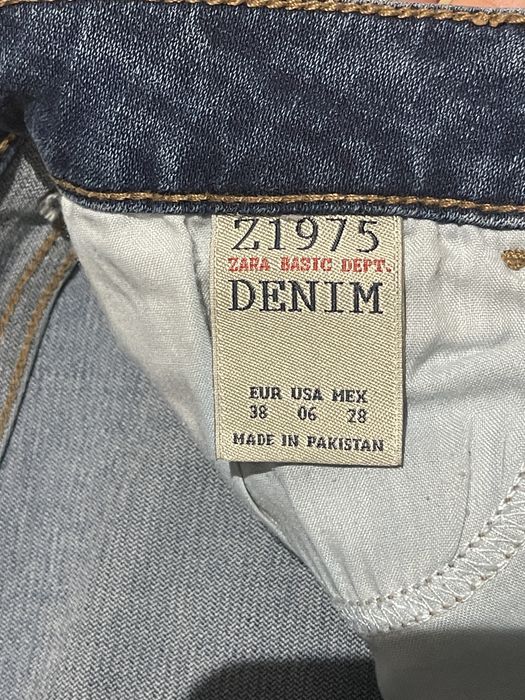 Z1975
ZARA BASIC DEPT.
DENIM
EUR USA MEX
38 06 28
MADE IN PAKISTAN